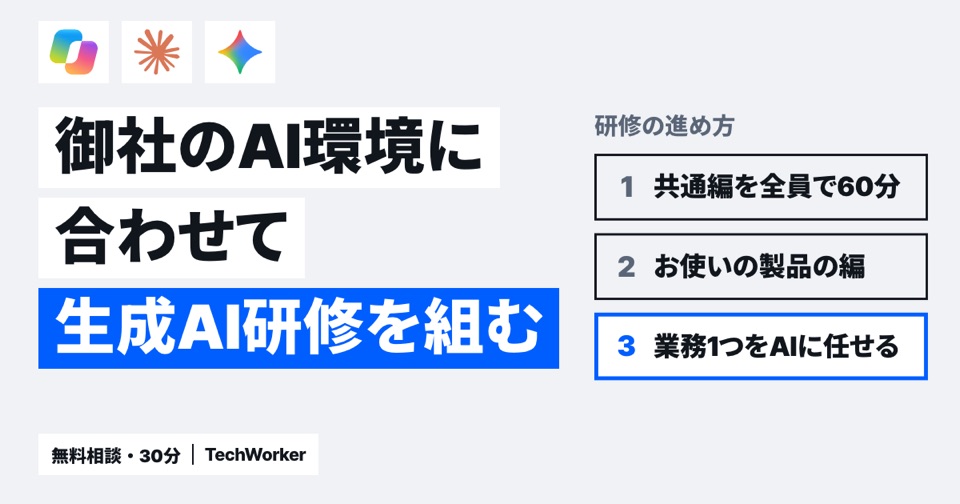 御社のAI環境に
合わせて
生成AI研修を組む
研修の進め方
1 共通編を全員で60分
2 お使いの製品の編
3 業務1つをAIに任せる
無料相談・30分｜TechWorker